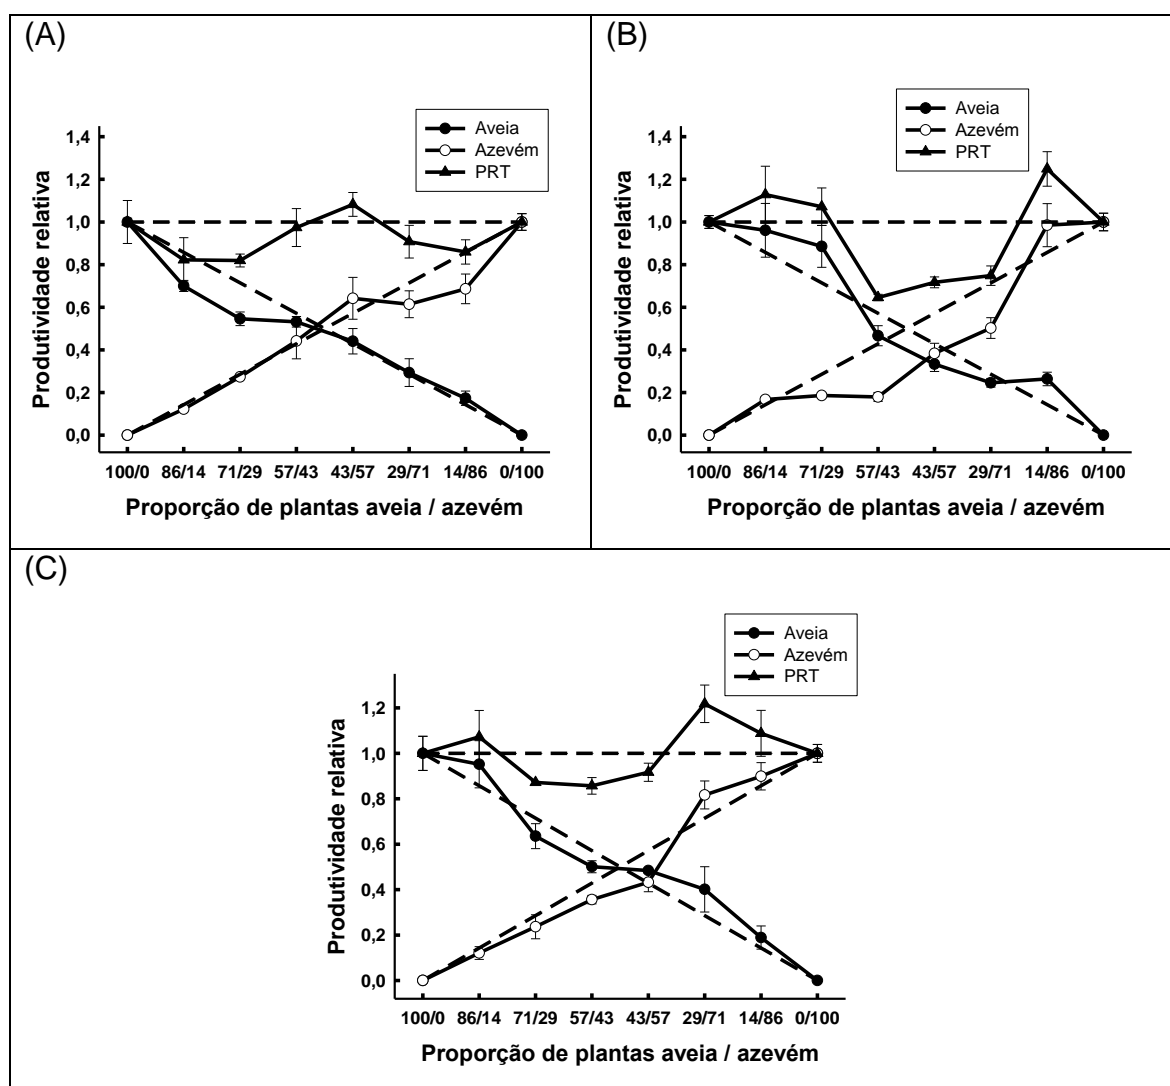 (A)
Aveia
Azevém
PRT
Produtividade relativa
1,4
1,2
1,0
0,8
0,6
0,4
0,2
0,0
100/0 86/14 71/29 57/43 43/57 29/71 14/86 0/100
Proporção de plantas aveia / azevém
(B)
Aveia
Azevém
PRT
Produtividade relativa
1,4
1,2
1,0
0,8
0,6
0,4
0,2
0,0
100/0 86/14 71/29 57/43 43/57 29/71 14/86 0/100
Proporção de plantas aveia / azevém
(C)
Aveia
Azevém
PRT
Produtividade relativa
1,2
1,0
0,8
0,6
0,4
0,2
0,0
100/0 86/14 71/29 57/43 43/57 29/71 14/86 0/100
Proporção de plantas aveia / azevém